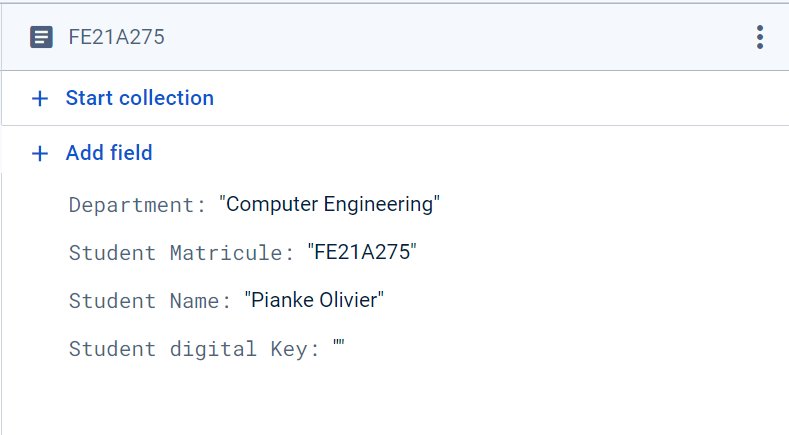 FE21A275
+ Start collection
+ Add field
Department: "Computer Engineering"
Student Matricule: "FE21A275"
Student Name: "Pianke Olivier"
Student digital Key: ""